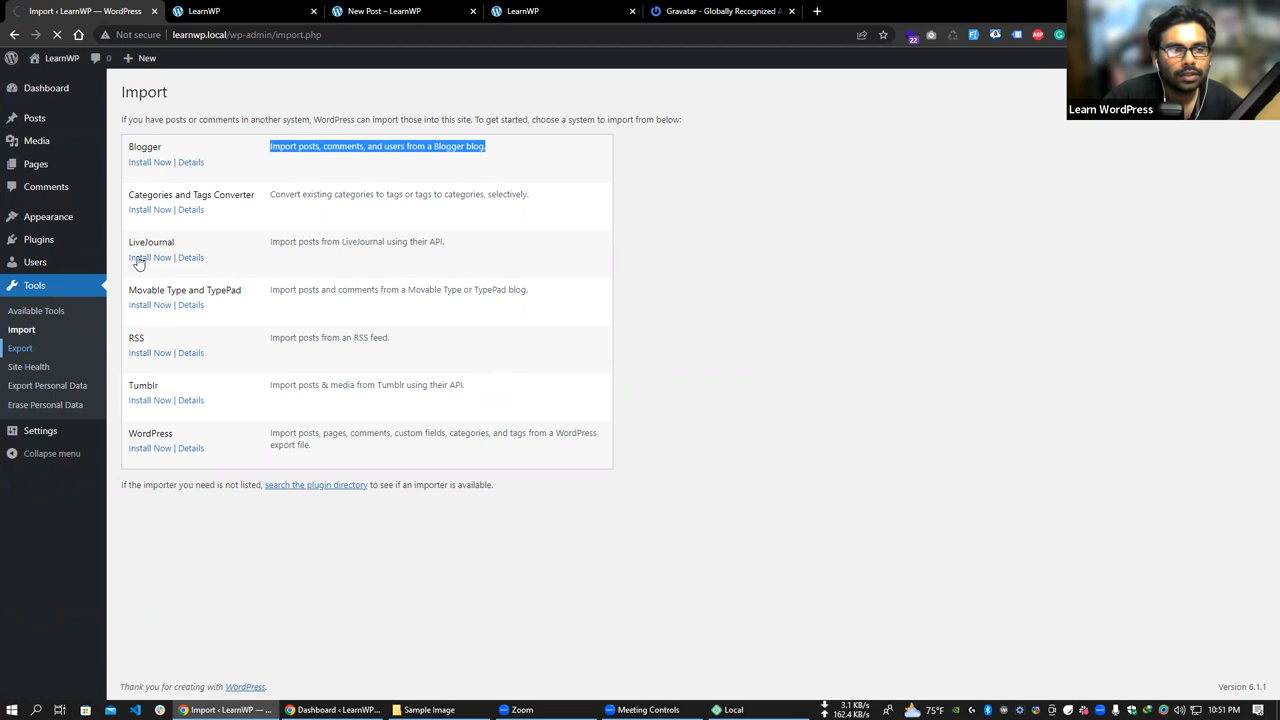 Import ‹ LearnWP — WordPress
LearnWP
New Post – LearnWP
LearnWP
Gravatar - Globally Recognized A
Not secure
learnwp.local/wp-admin/import.php
22
ABP
LearnWP
0
New
Dashboard
Posts
Media
Pages
Comments
Appearance
Plugins
Users
Tools
Available Tools
Import
Export
Site Health
Export Personal Data
Erase Personal Data
Settings
Collapse menu
Import
If you have posts or comments in another system, WordPress can import those into this site. To get started, choose a system to import from below:
Blogger
Import posts, comments, and users from a Blogger blog.
Install Now | Details
Categories and Tags Converter
Convert existing categories to tags or tags to categories, selectively.
Install Now | Details
LiveJournal
Import posts from LiveJournal using their API.
Install Now | Details
Movable Type and TypePad
Import posts and comments from a Movable Type or TypePad blog.
Install Now | Details
RSS
Import posts from an RSS feed.
Install Now | Details
Tumblr
Import posts & media from Tumblr using their API.
Install Now | Details
WordPress
Import posts, pages, comments, custom fields, categories, and tags from a WordPress
export file.
Install Now | Details
If the importer you need is not listed, search the plugin directory to see if an importer is available.
Thank you for creating with WordPress.
Version 6.1.1
Learn WordPress
Import ‹ LearnWP — ...
Dashboard ‹ LearnWP...
Sample Image
Zoom
Meeting Controls
Local
3.1 KB/s
162.4 KB/s
75°F
10:51 PM